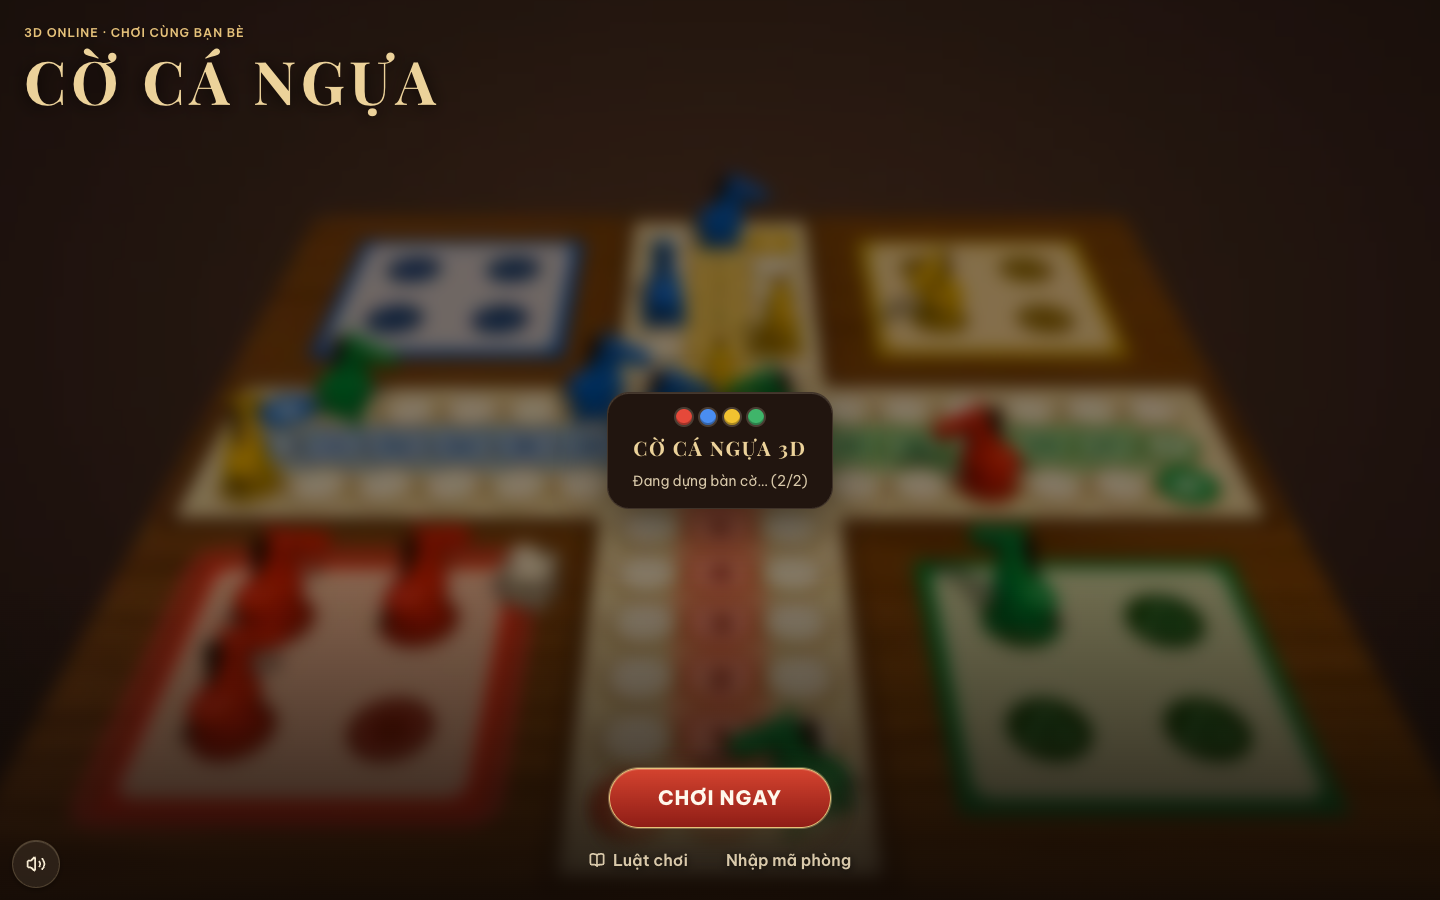 3D ONLINE · CHƠI CÙNG BẠN BÈ
CỜ CÁ NGỰA
CỜ CÁ NGỰA 3D
Đang dựng bàn cờ... (2/2)
CHƠI NGAY
Luật chơi
Nhập mã phòng